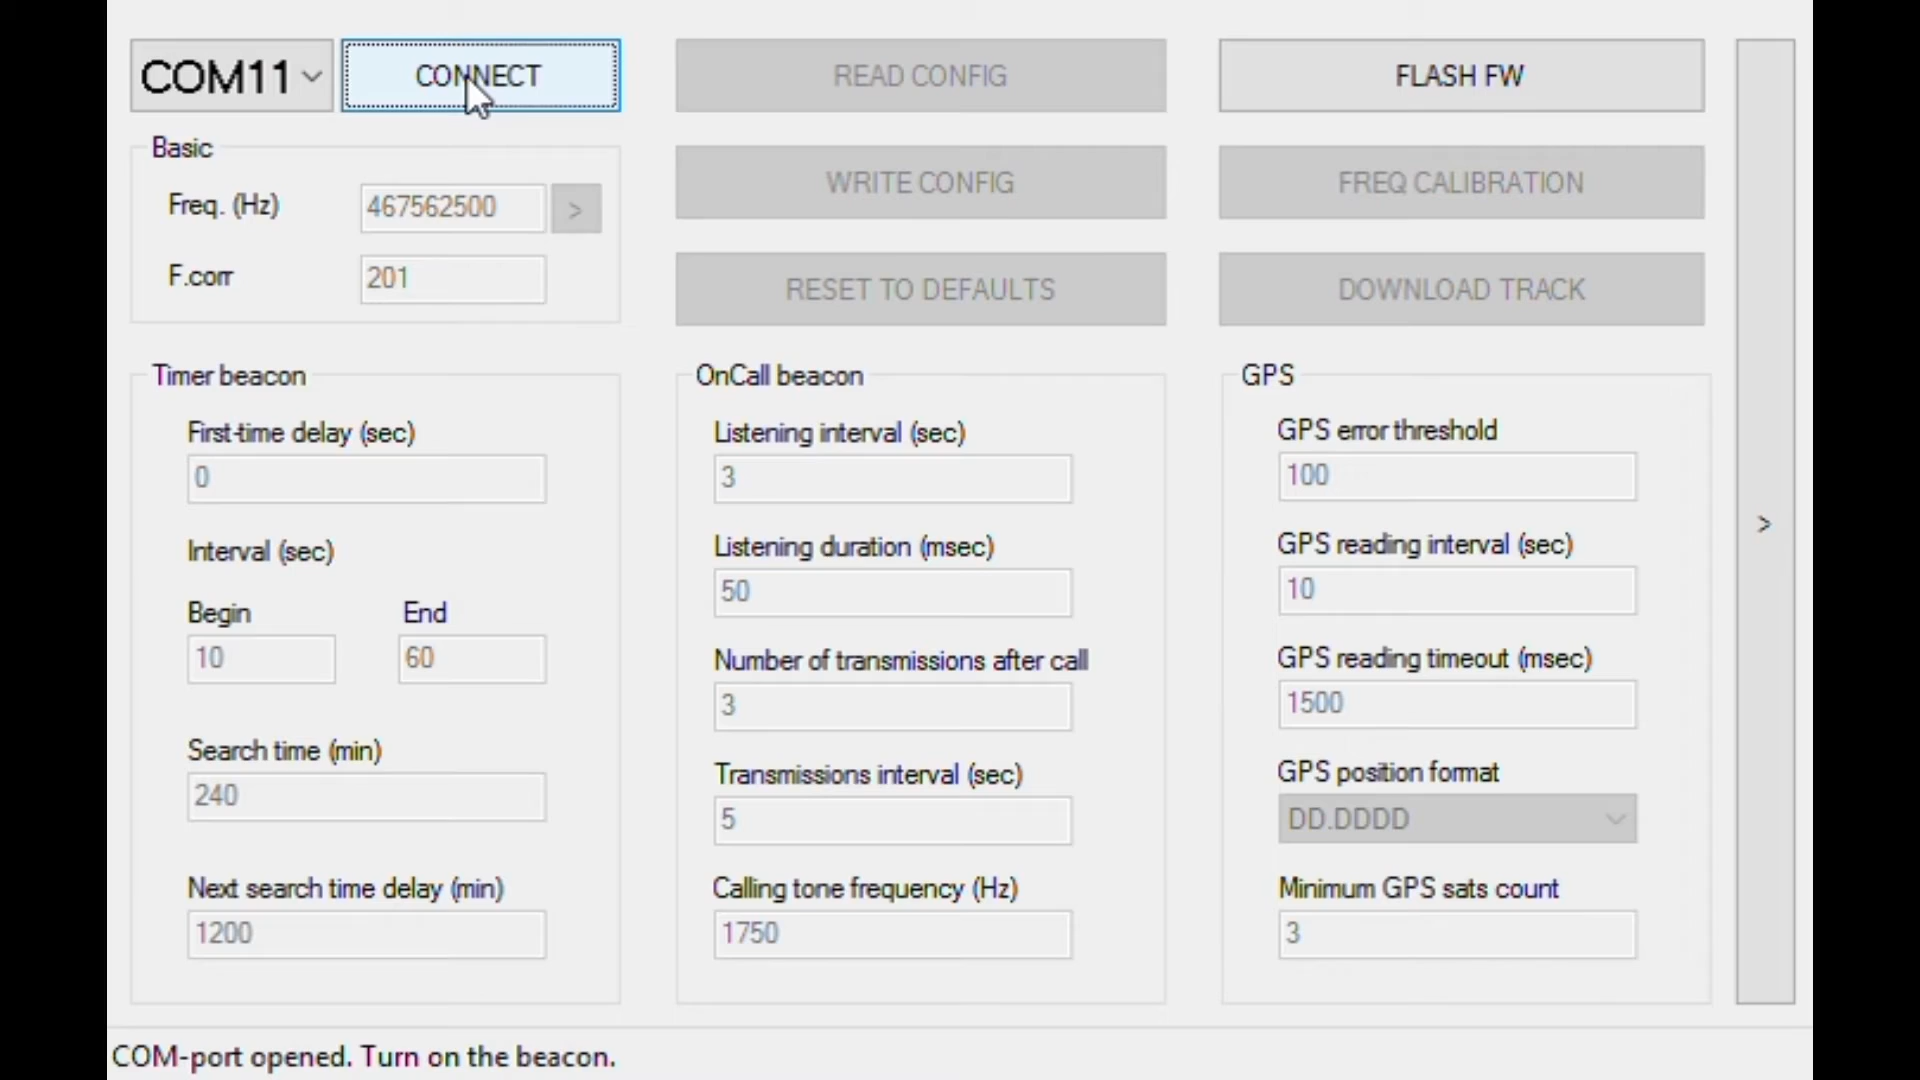 COM11 CONNECT READ CONFIG FLASH FW
Basic
Freq. (Hz) 467562500 > WRITE CONFIG FREQ CALIBRATION
F.corr 201 RESET TO DEFAULTS DOWNLOAD TRACK
Timer beacon
First-time delay (sec)
0
Interval (sec)
Begin End
10 60
Search time (min)
240
Next search time delay (min)
1200
OnCall beacon
Listening interval (sec)
3
Listening duration (msec)
50
Number of transmissions after call
3
Transmissions interval (sec)
5
Calling tone frequency (Hz)
1750
GPS
GPS error threshold
100
GPS reading interval (sec)
10
GPS reading timeout (msec)
1500
GPS position format
DD.DDDD
Minimum GPS sats count
3
>
COM-port opened. Turn on the beacon.